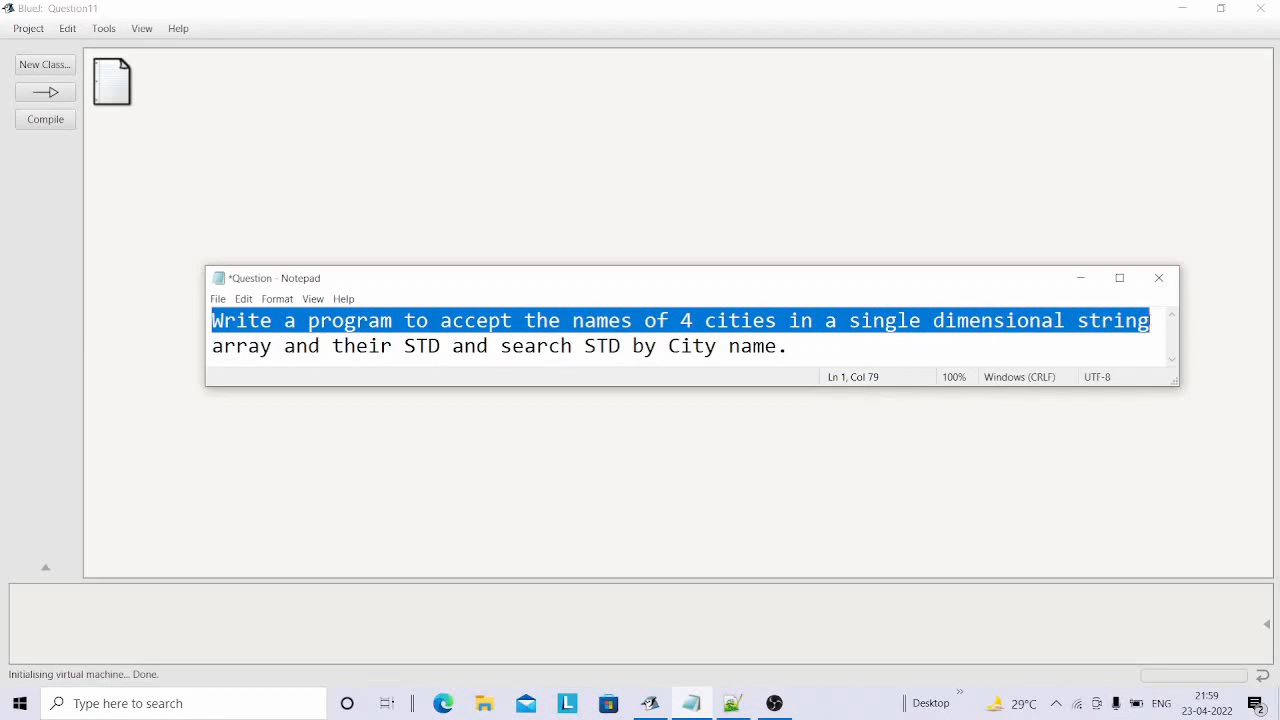 BlueJ: Question11
Project Edit Tools View Help
New Class...
Compile
*Question - Notepad
File Edit Format View Help
Write a program to accept the names of 4 cities in a single dimensional string
array and their STD and search STD by City name.
Ln 1, Col 79 100% Windows (CRLF) UTF-8
Initialising virtual machine... Done.
Type here to search
L
Desktop
29°C
ENG
21:59
23-04-2022
2